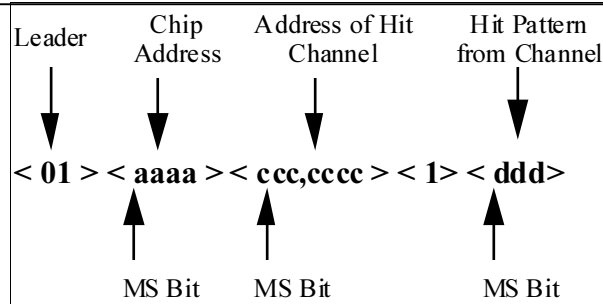 Leader
Chip Address
Address of Hit Channel
Hit Pattern from Channel
< 01 > < aaaa > < ccc,cccc > < 1> < ddd>
MS Bit MS Bit MS Bit